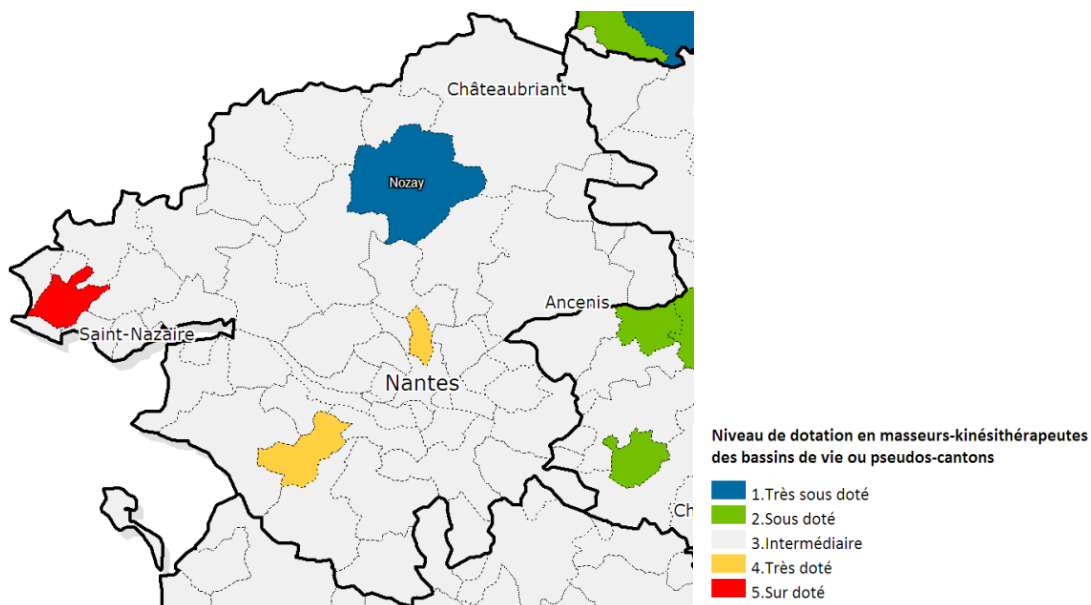 Châteaubriant
Nozay
Ancenis
Saint-Nazaire
Nantes
Ch
Niveau de dotation en masseurs-kinésithérapeutes
des bassins de vie ou pseudos-cantons
1.Très sous doté
2.Sous doté
3.Intermédiaire
4.Très doté
5.Sur doté